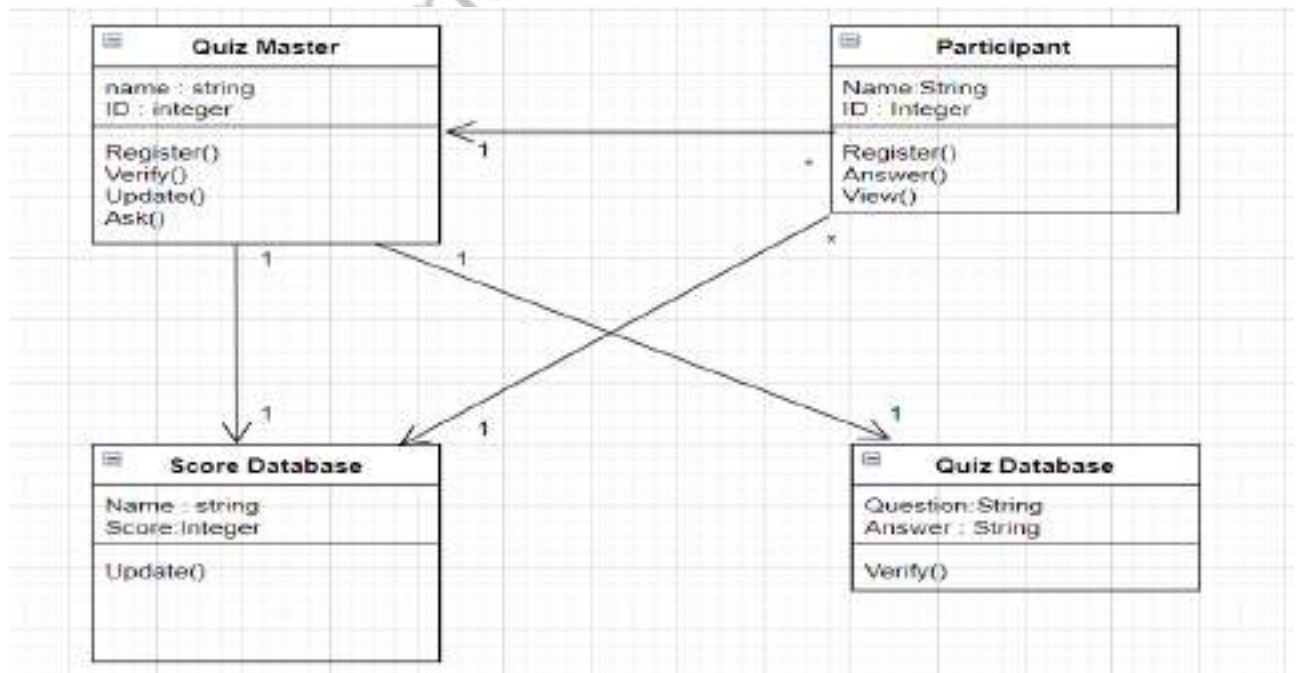 Quiz Master
name : string
ID : integer
Register()
Verify()
Update()
Ask()
Participant
Name:String
ID : Integer
Register()
Answer()
View()
1
*
1
1
*
1
1
1
Score Database
Name : string
Score:Integer
Update()
Quiz Database
Question:String
Answer : String
Verify()